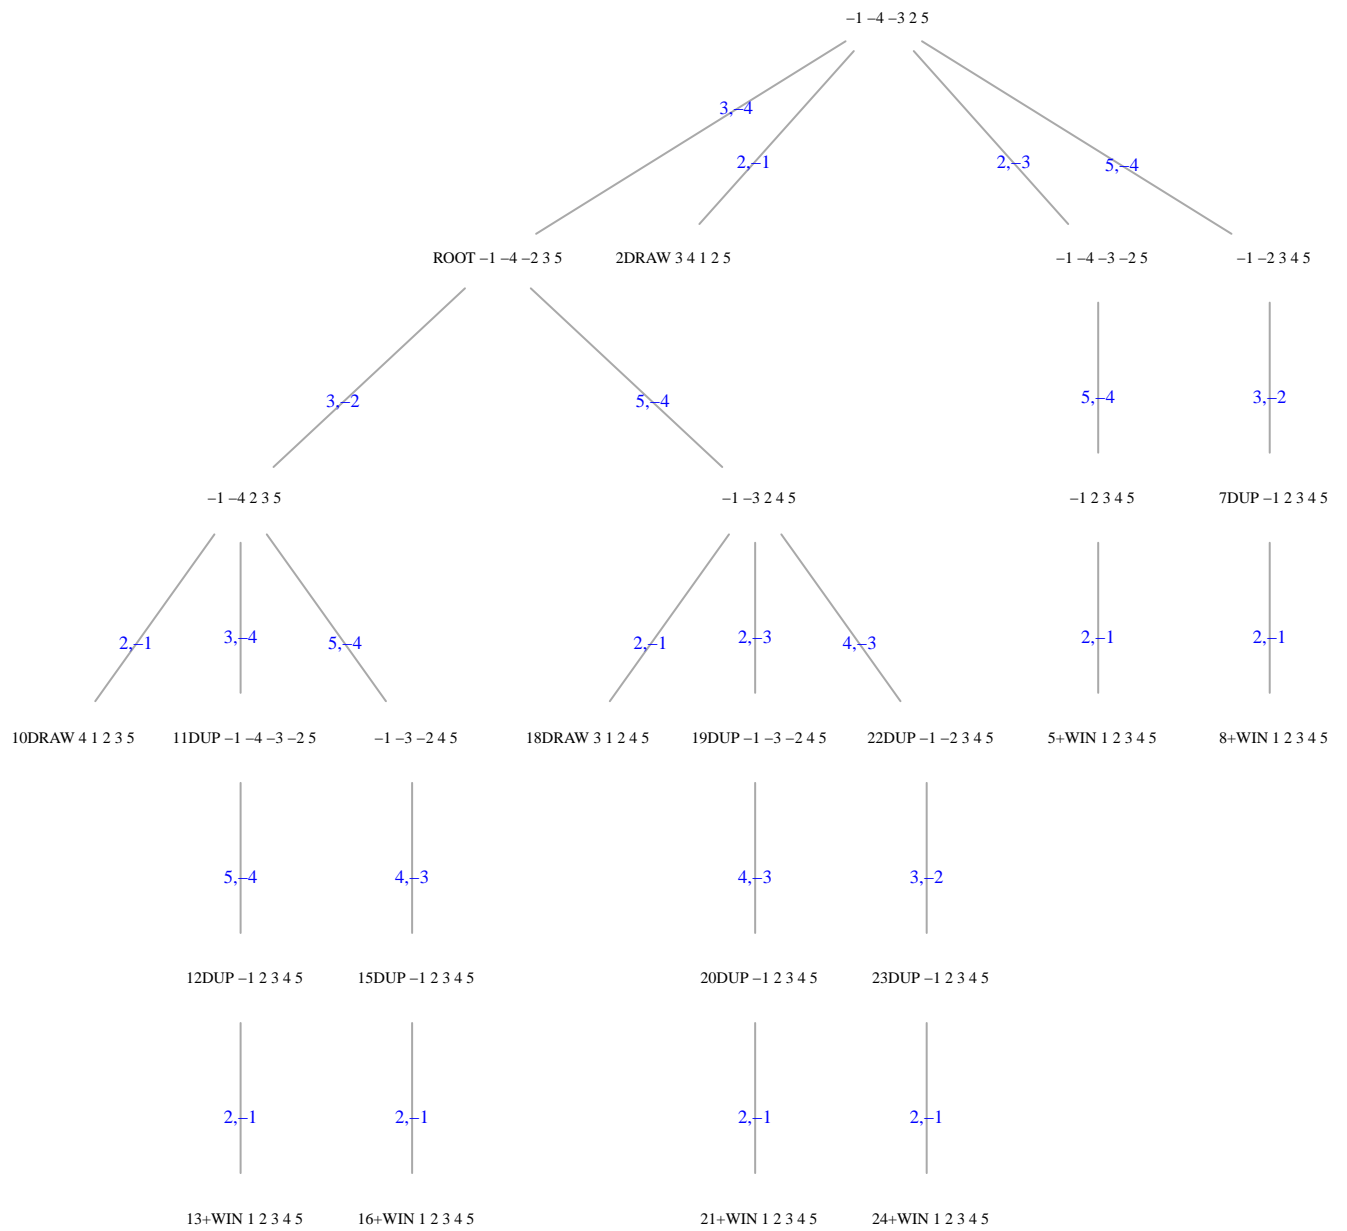 −1 −4 −3 2 5
3,−4
2,−1
2,−3
5,−4
ROOT −1 −4 −2 3 5
2DRAW 3 4 1 2 5
−1 −4 −3 −2 5
−1 −2 3 4 5
3,−2
5,−4
5,−4
3,−2
−1 −4 2 3 5
−1 −3 2 4 5
−1 2 3 4 5
7DUP −1 2 3 4 5
2,−1
3,−4
5,−4
2,−1
2,−3
4,−3
2,−1
2,−1
10DRAW 4 1 2 3 5
11DUP −1 −4 −3 −2 5
−1 −3 −2 4 5
18DRAW 3 1 2 4 5
19DUP −1 −3 −2 4 5
22DUP −1 −2 3 4 5
5+WIN 1 2 3 4 5
8+WIN 1 2 3 4 5
5,−4
4,−3
4,−3
3,−2
12DUP −1 2 3 4 5
15DUP −1 2 3 4 5
20DUP −1 2 3 4 5
23DUP −1 2 3 4 5
2,−1
2,−1
2,−1
2,−1
13+WIN 1 2 3 4 5
16+WIN 1 2 3 4 5
21+WIN 1 2 3 4 5
24+WIN 1 2 3 4 5